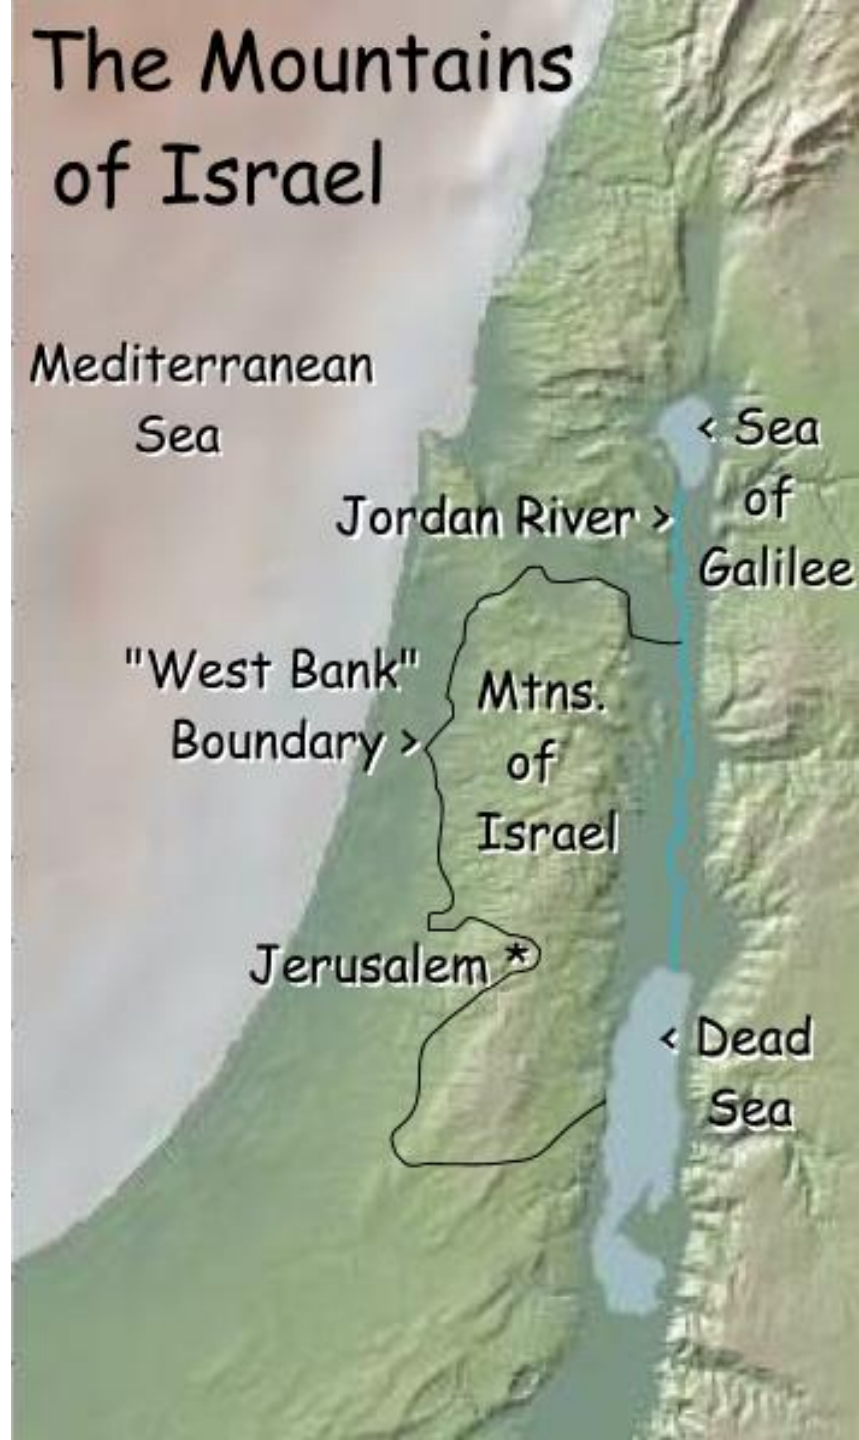 The Mountains
of Israel
Mediterranean
Sea
< Sea
of
Galilee
Jordan River >
"West Bank"
Boundary >
Mtns.
of
Israel
Jerusalem *
< Dead
Sea